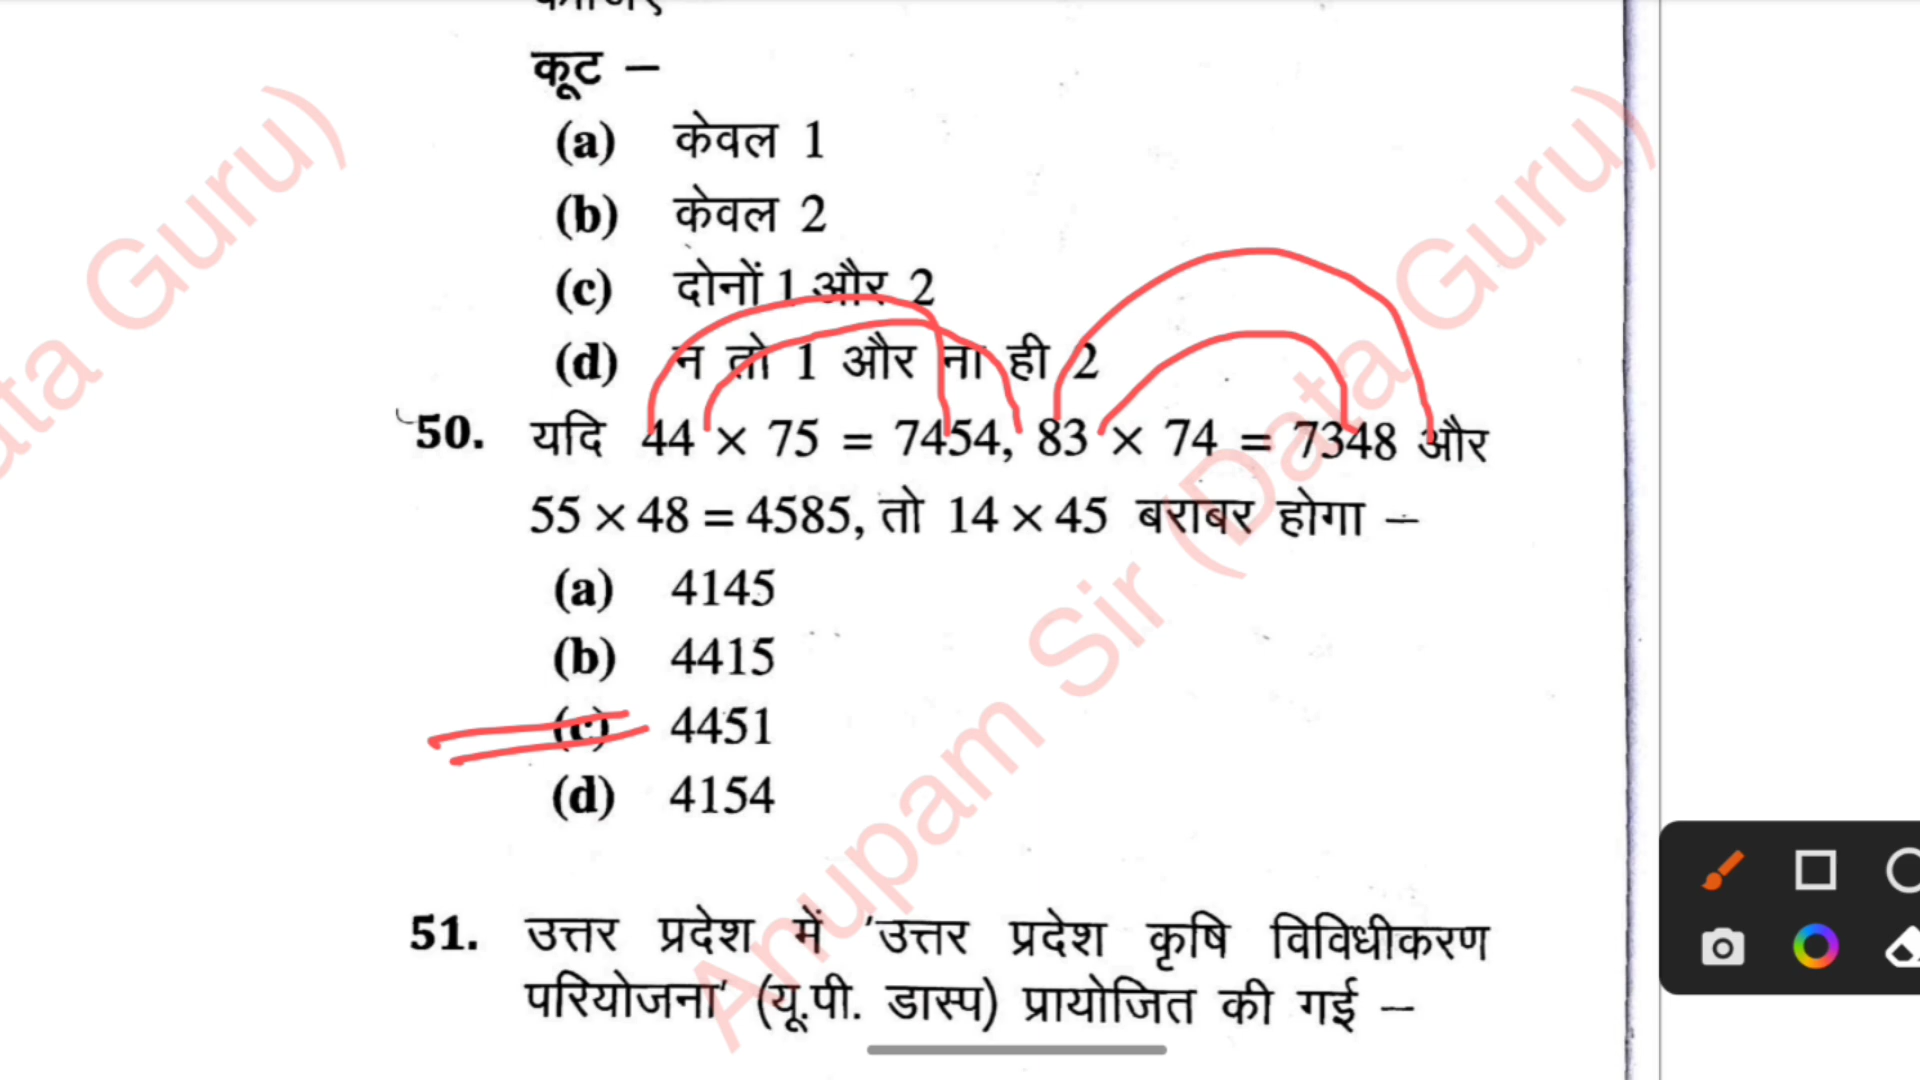 कूट –
(a) केवल 1
(b) केवल 2
(c) दोनों 1 और 2
(d) न तो 1 और ना ही 2
50. यदि 44 × 75 = 7454, 83 × 74 = 7348 और
55 × 48 = 4585, तो 14 × 45 बराबर होगा –
(a) 4145
(b) 4415
(c) 4451
(d) 4154
51. उत्तर प्रदेश में 'उत्तर प्रदेश कृषि विविधीकरण
परियोजना' (यू.पी. डास्प) प्रायोजित की गई –
ata Guru)
Anupam Sir (Data Guru)